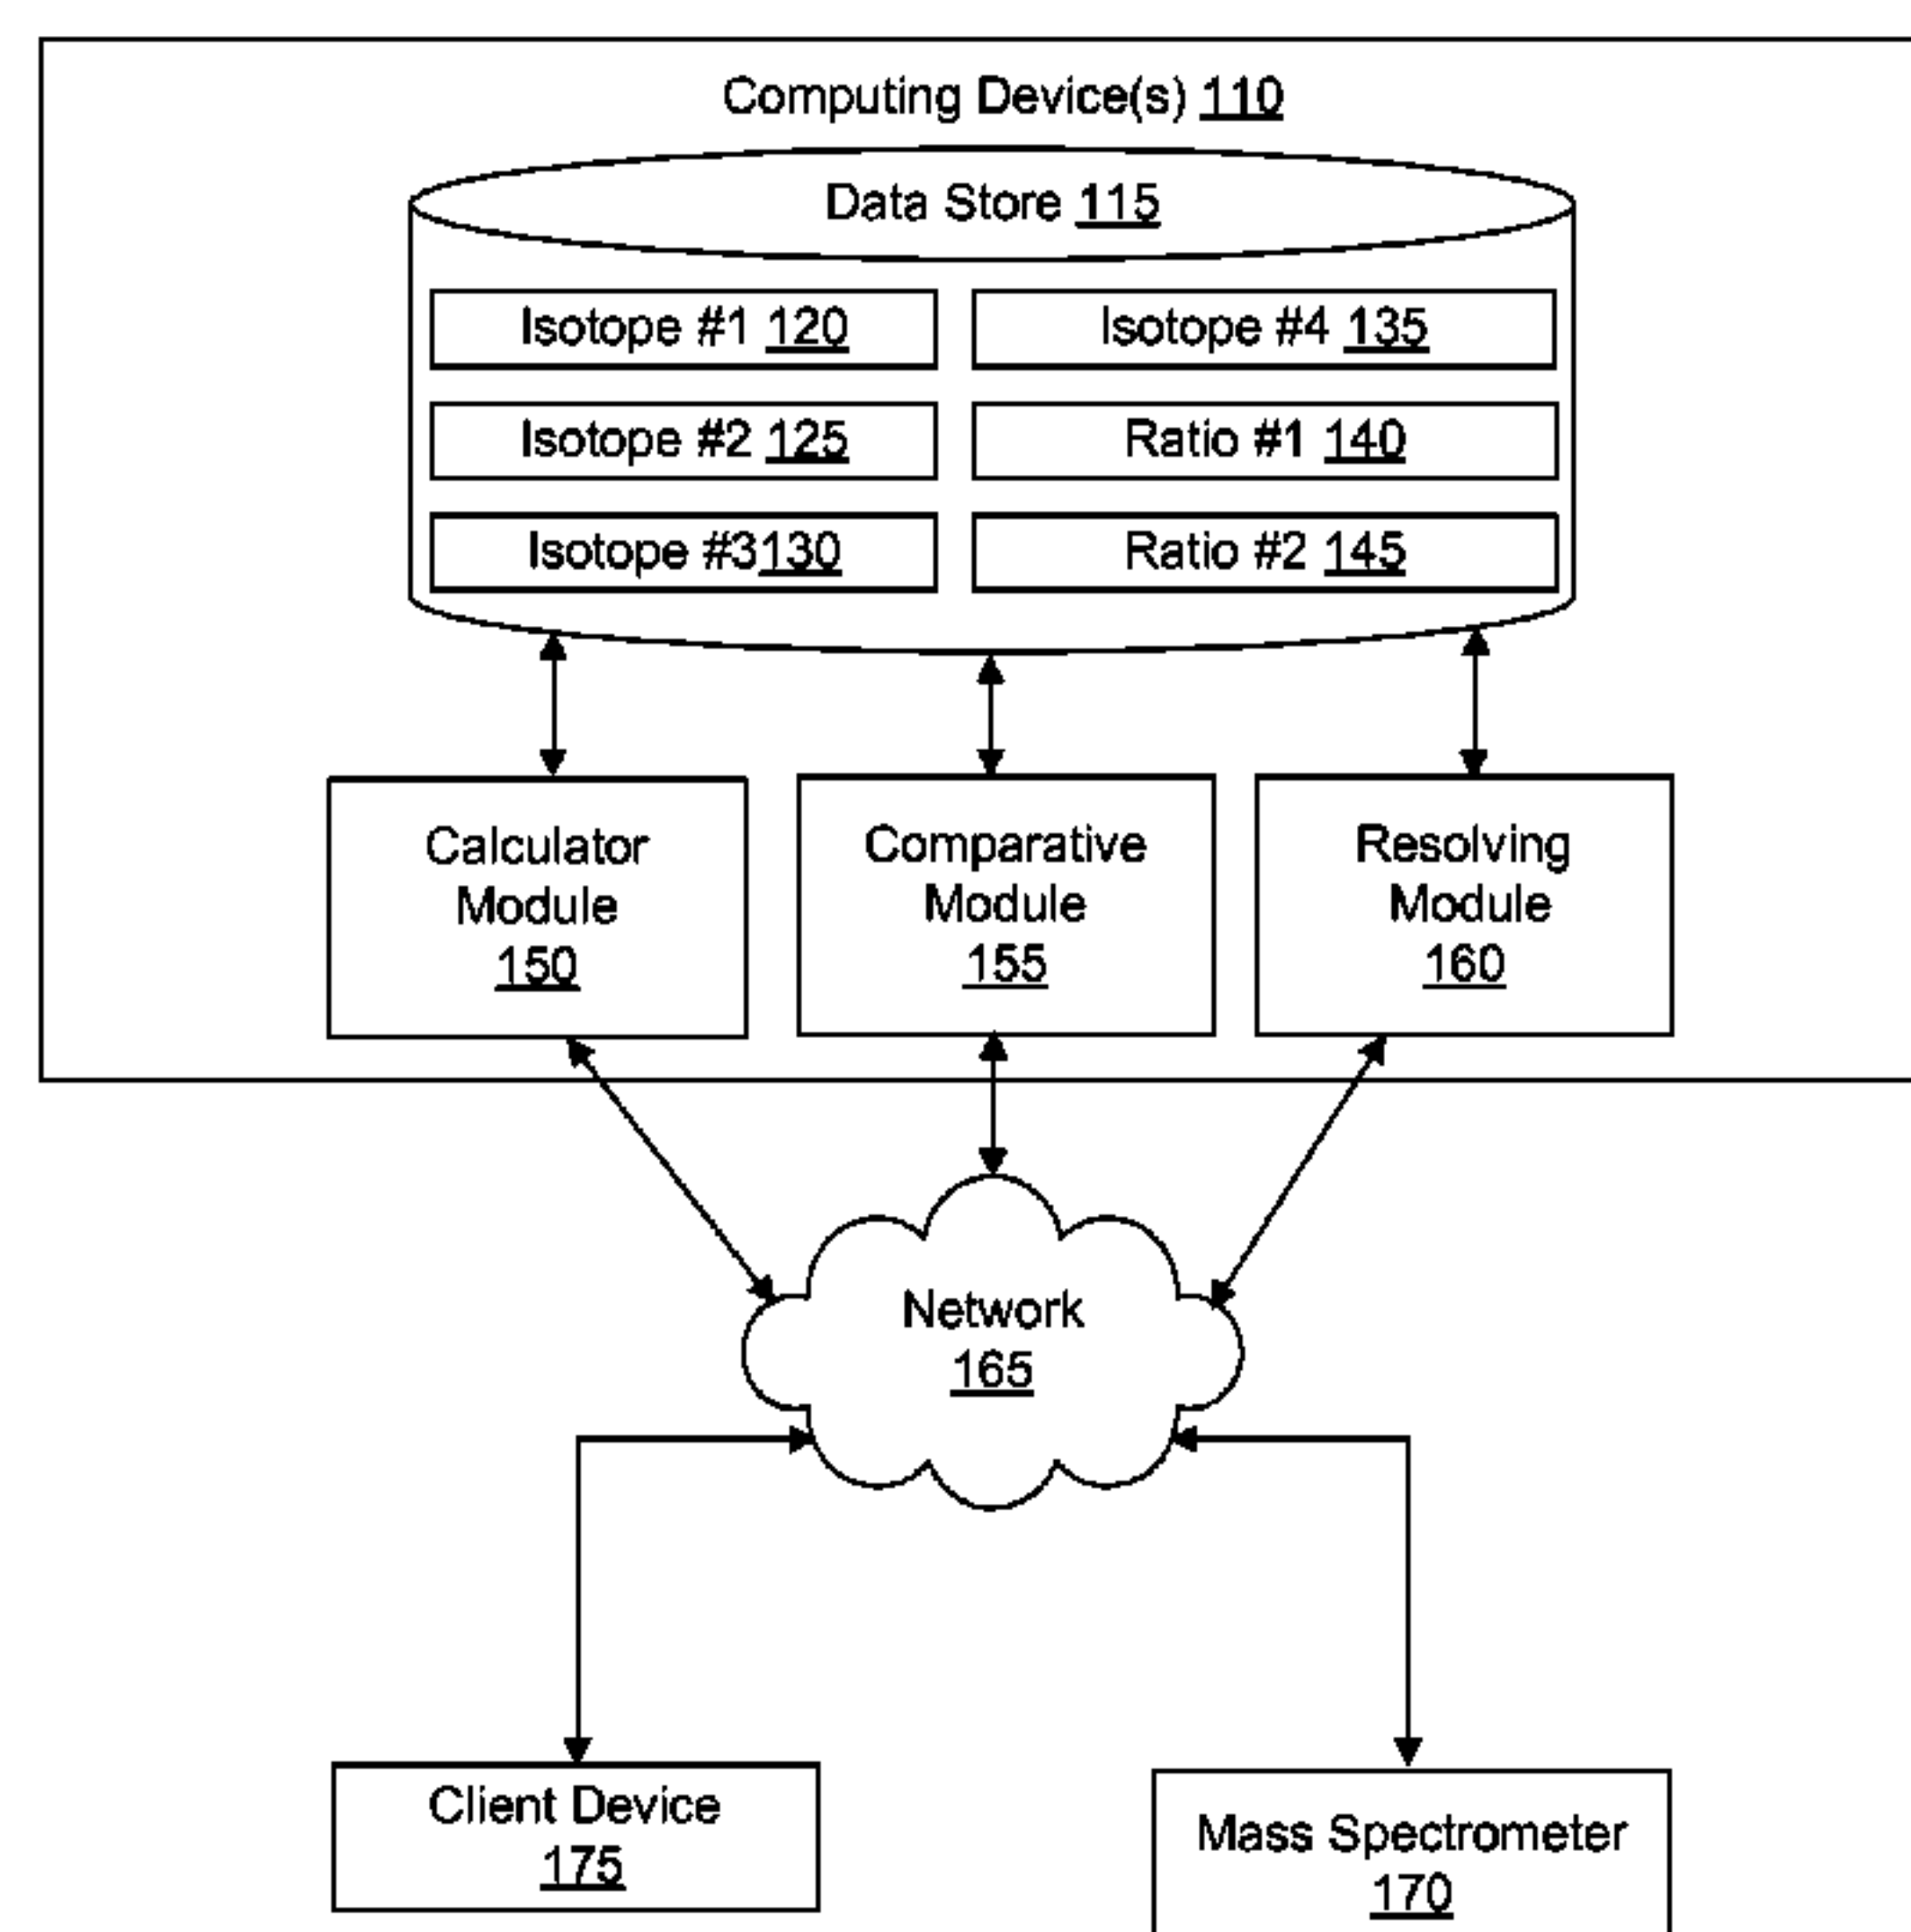 Computing Device(s) 110
Data Store 115
Isotope #1 120
Isotope #4 135
Isotope #2 125
Ratio #1 140
Isotope #3130
Ratio #2 145
Calculator
Module
150
Comparative
Module
155
Resolving
Module
160
Network
165
Client Device
175
Mass Spectrometer
170